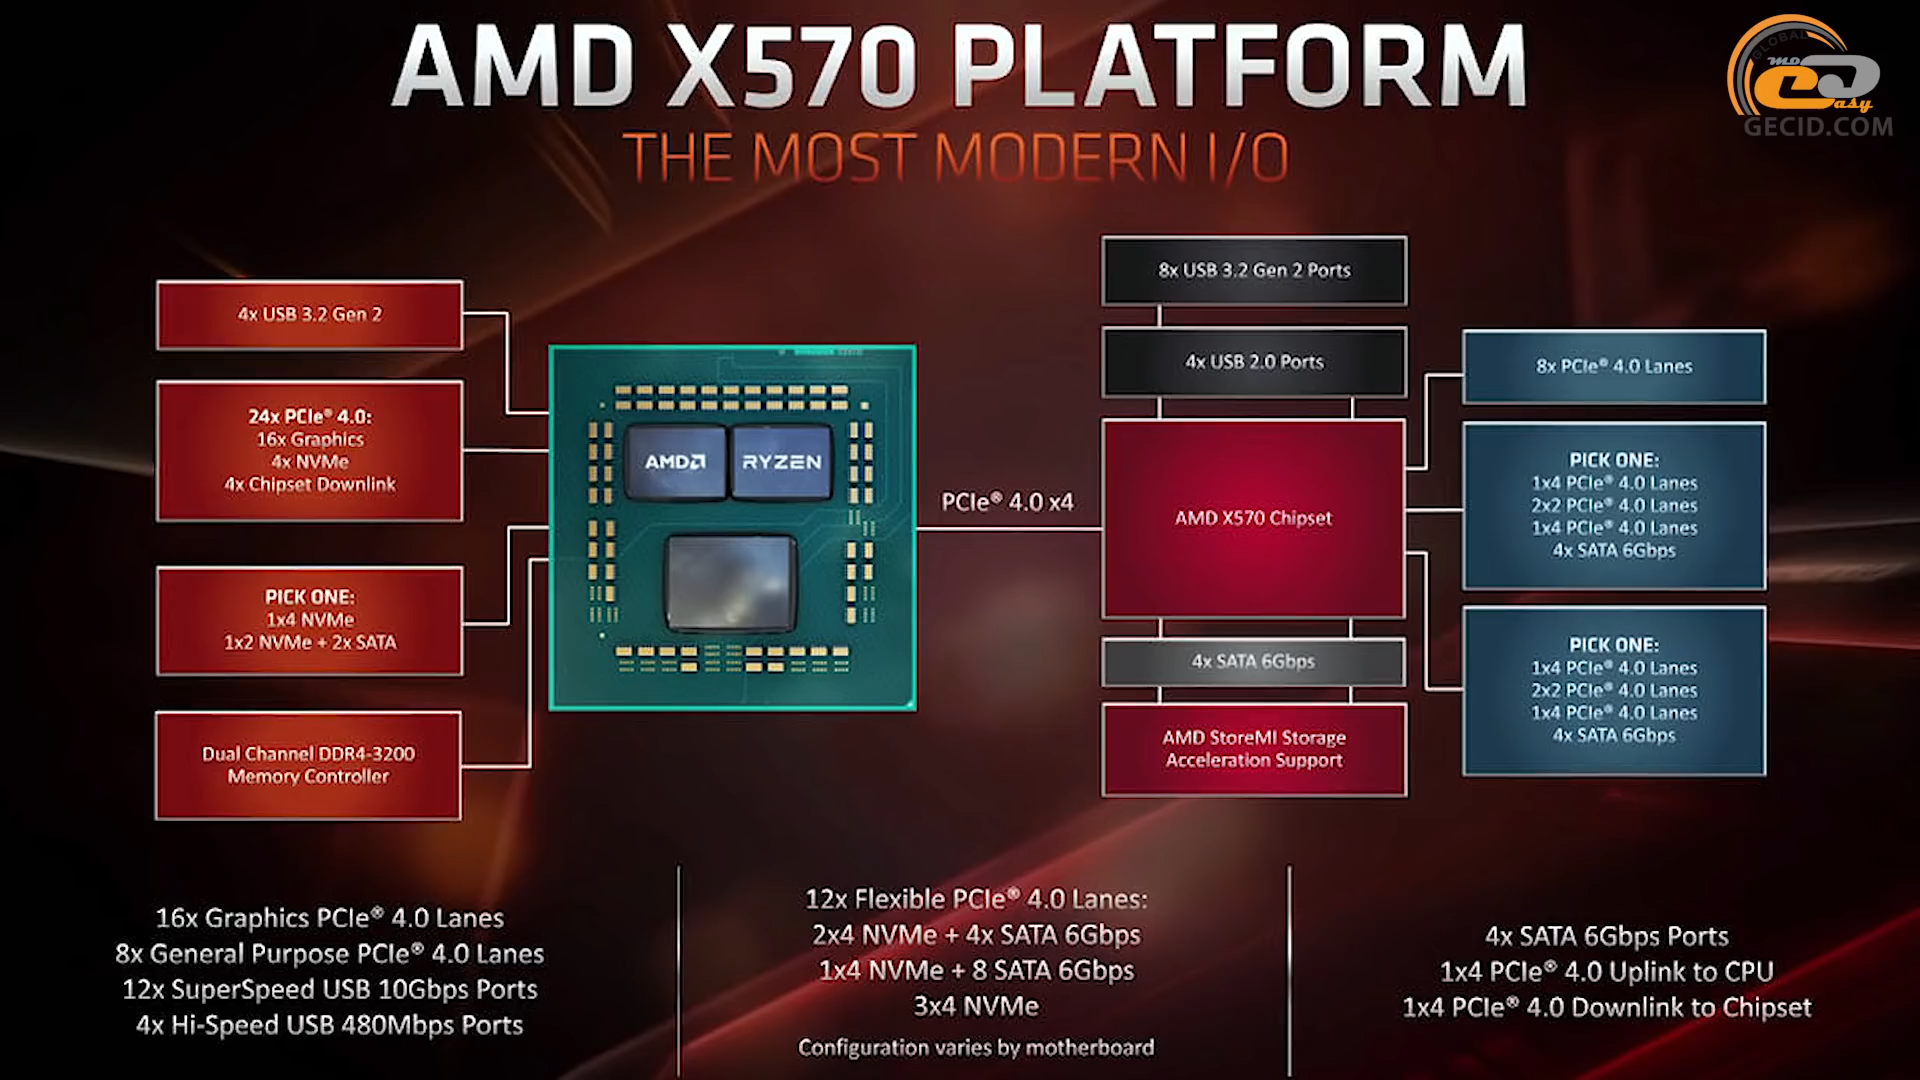 AMD X570 PLATFORM
THE MOST MODERN I/O
GLOBAL
MO
easy
GECID.COM
4x USB 3.2 Gen 2
24x PCIe® 4.0:
16x Graphics
4x NVMe
4x Chipset Downlink
PICK ONE:
1x4 NVMe
1x2 NVMe + 2x SATA
Dual Channel DDR4-3200
Memory Controller
AMD RYZEN
PCIe® 4.0 x4
8x USB 3.2 Gen 2 Ports
4x USB 2.0 Ports
AMD X570 Chipset
4x SATA 6Gbps
AMD StoreMI Storage
Acceleration Support
8x PCIe® 4.0 Lanes
PICK ONE:
1x4 PCIe® 4.0 Lanes
2x2 PCIe® 4.0 Lanes
1x4 PCIe® 4.0 Lanes
4x SATA 6Gbps
PICK ONE:
1x4 PCIe® 4.0 Lanes
2x2 PCIe® 4.0 Lanes
1x4 PCIe® 4.0 Lanes
4x SATA 6Gbps
16x Graphics PCIe® 4.0 Lanes
8x General Purpose PCIe® 4.0 Lanes
12x SuperSpeed USB 10Gbps Ports
4x Hi-Speed USB 480Mbps Ports
12x Flexible PCIe® 4.0 Lanes:
2x4 NVMe + 4x SATA 6Gbps
1x4 NVMe + 8 SATA 6Gbps
3x4 NVMe
Configuration varies by motherboard
4x SATA 6Gbps Ports
1x4 PCIe® 4.0 Uplink to CPU
1x4 PCIe® 4.0 Downlink to Chipset